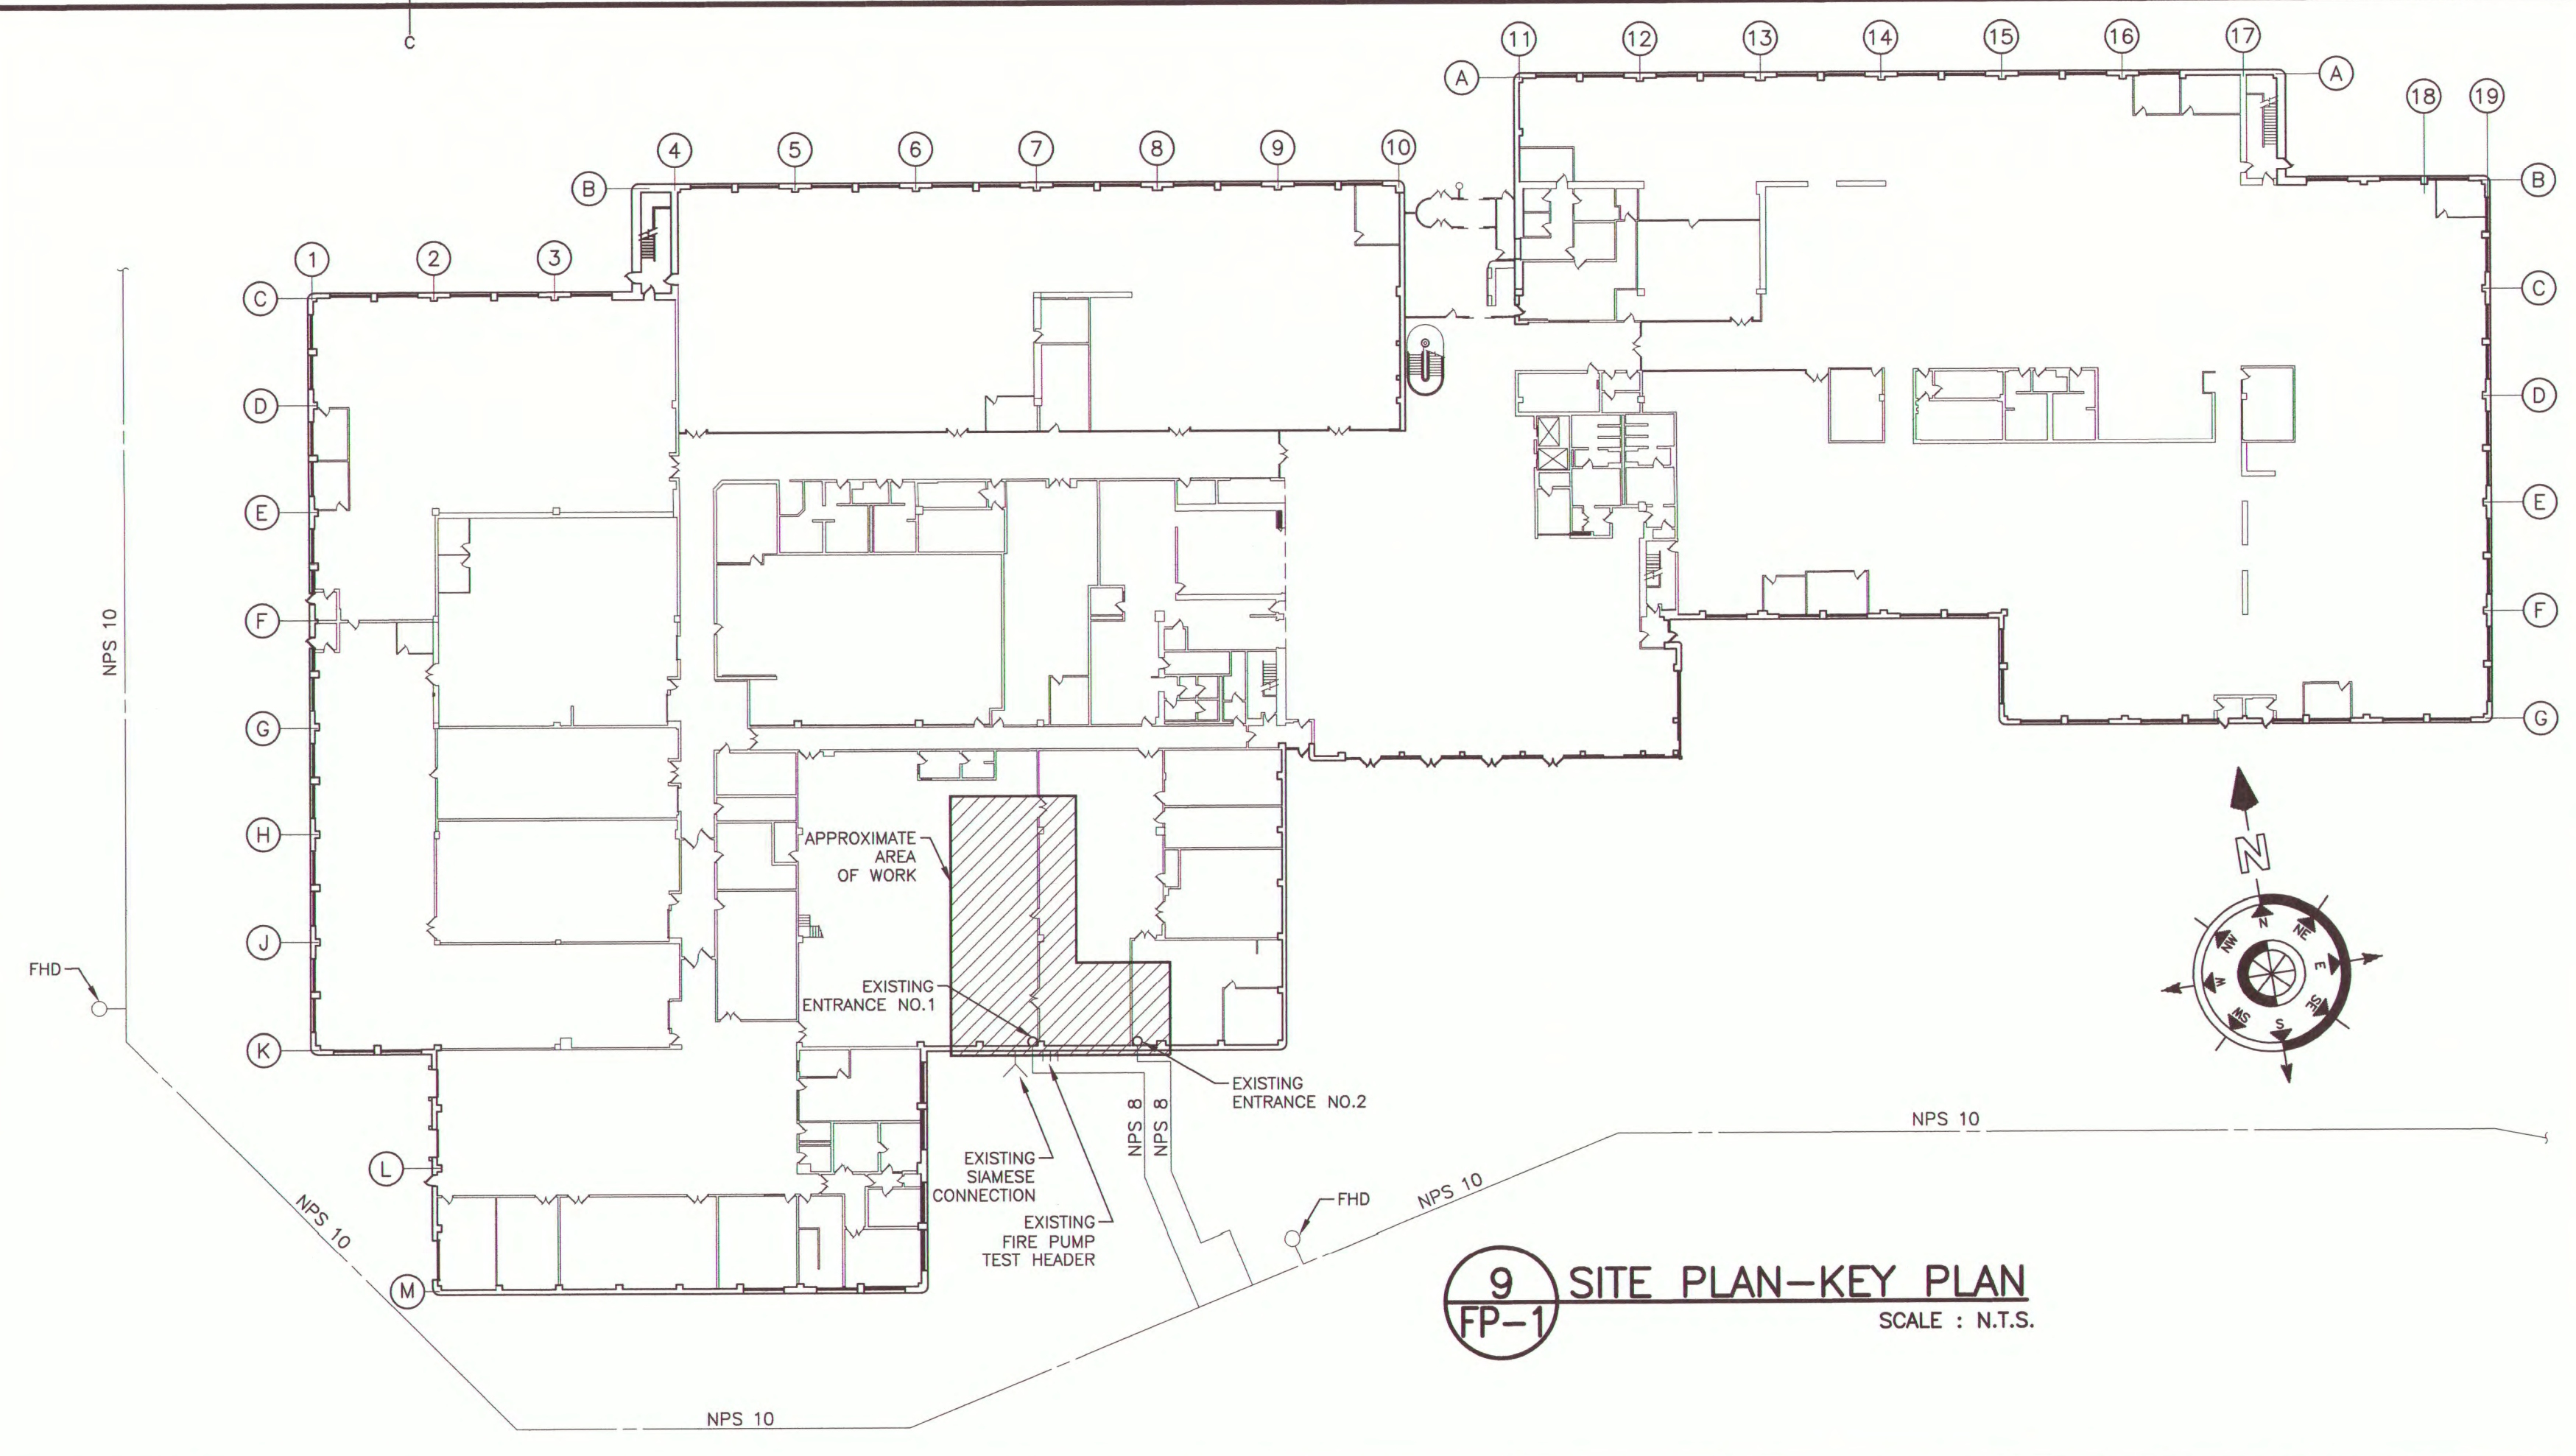 C
11 12 13 14 15 16 17
A A
18 19
4 5 6 7 8 9 10
B B
1 2 3
C C
D D
E E
F F
G G
H
J
K
L
M
NPS 10
FHD
APPROXIMATE
AREA
OF WORK
EXISTING
ENTRANCE NO.1
EXISTING
ENTRANCE NO.2
NPS 8
NPS 8
EXISTING
SIAMESE
CONNECTION
EXISTING
FIRE PUMP
TEST HEADER
NPS 10
NPS 10
NPS 10
NPS 10
FHD
N
N
NE
E
SE
S
SW
W
NW
9
FP-1
SITE PLAN-KEY PLAN
SCALE : N.T.S.